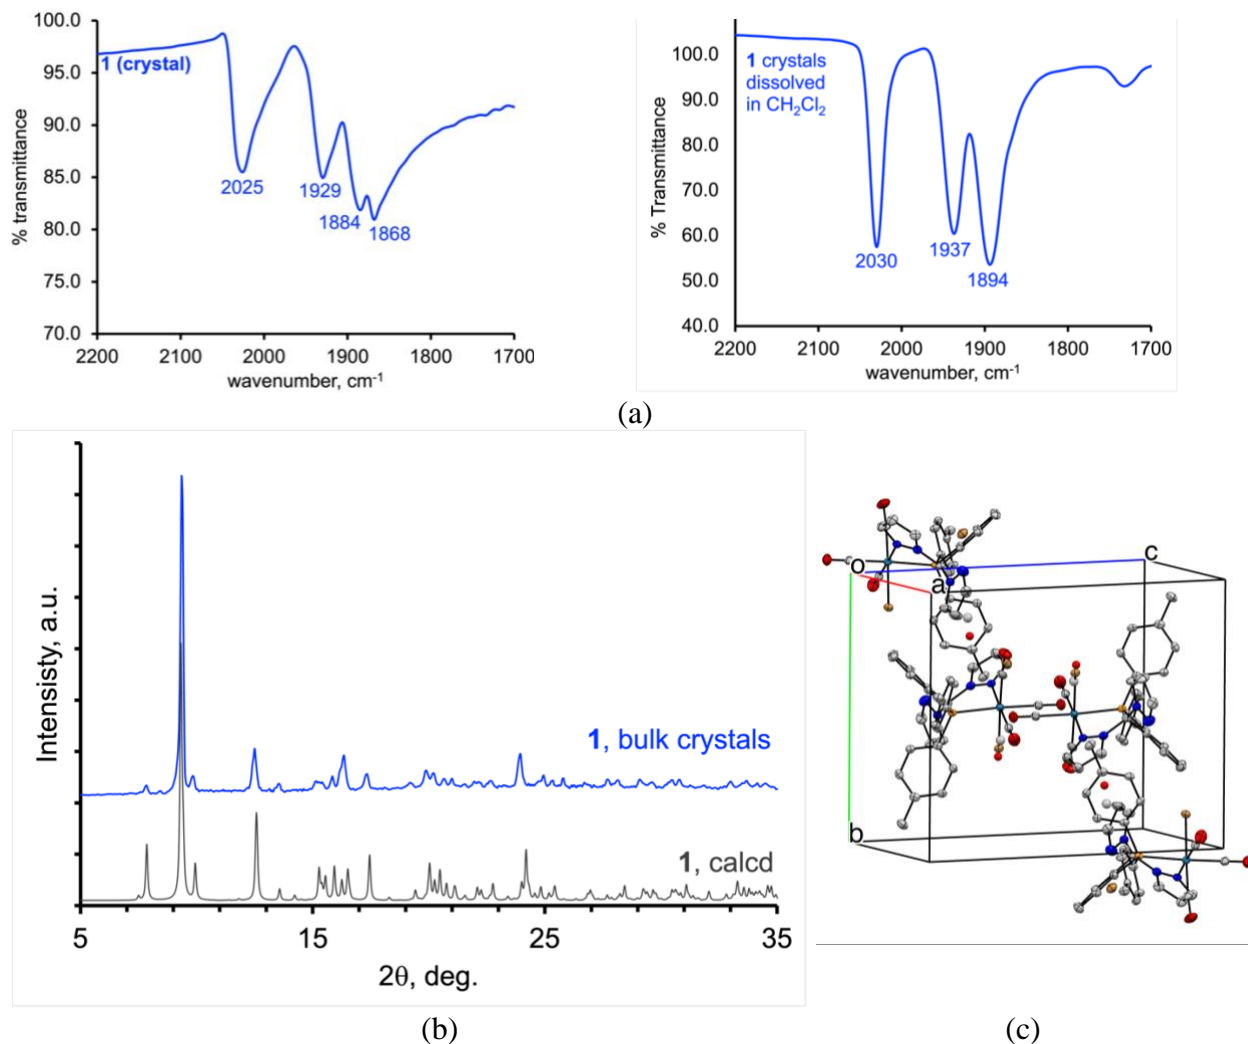 100.0
95.0
90.0
85.0
80.0
75.0
70.0
% transmittance
1 (crystal)
2025
1929
1884
1868
2200 2100 2000 1900 1800 1700
wavenumber, cm⁻¹
100.0
90.0
80.0
70.0
60.0
50.0
40.0
% Transmittance
1 crystals
dissolved
in CH₂Cl₂
2030
1937
1894
2200 2100 2000 1900 1800 1700
wavenumber, cm⁻¹
(a)
Intensisty, a.u.
1, bulk crystals
1, calcd
5 15 25 35
2θ, deg.
(b)
o
a
c
b
(c)